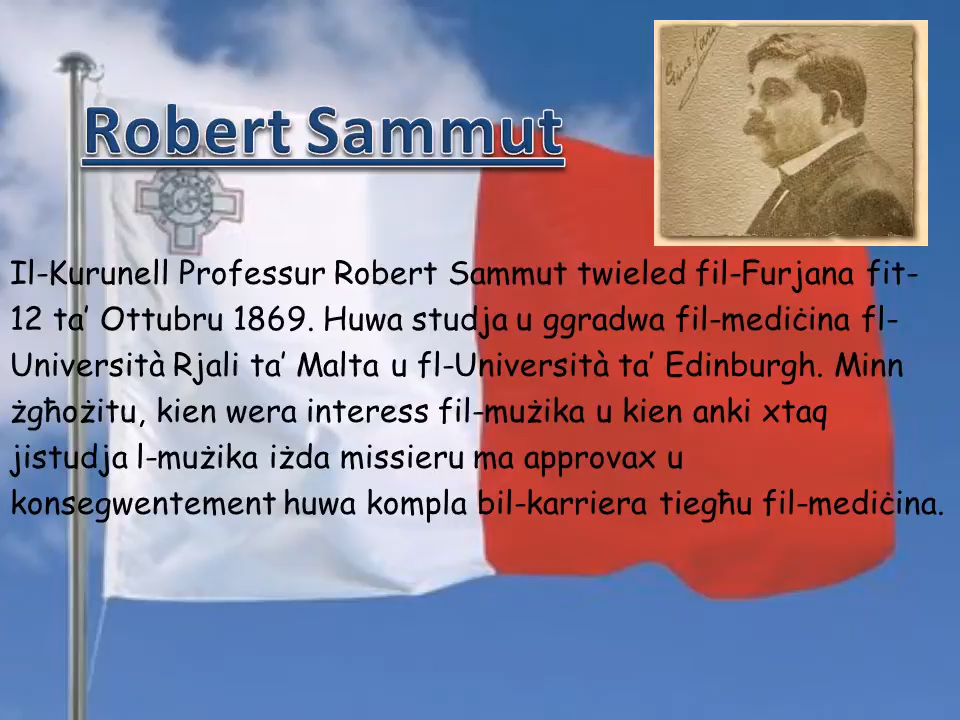 Robert Sammut
Il-Kurunell Professur Robert Sammut twieled fil-Furjana fit-
12 ta’ Ottubru 1869. Huwa studja u ggradwa fil-mediċina fl-
Università Rjali ta’ Malta u fl-Università ta’ Edinburgh. Minn
żgħożitu, kien wera interess fil-mużika u kien anki xtaq
jistudja l-mużika iżda missieru ma approvax u
konsegwentement huwa kompla bil-karriera tiegħu fil-mediċina.